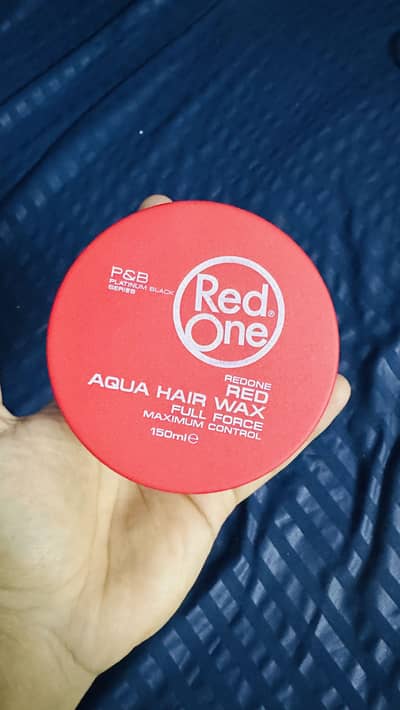 P&B
PLATINUM BLACK
SERIES
Red®
One
REDONE
RED
AQUA HAIR WAX
FULL FORCE
MAXIMUM CONTROL
150ml℮